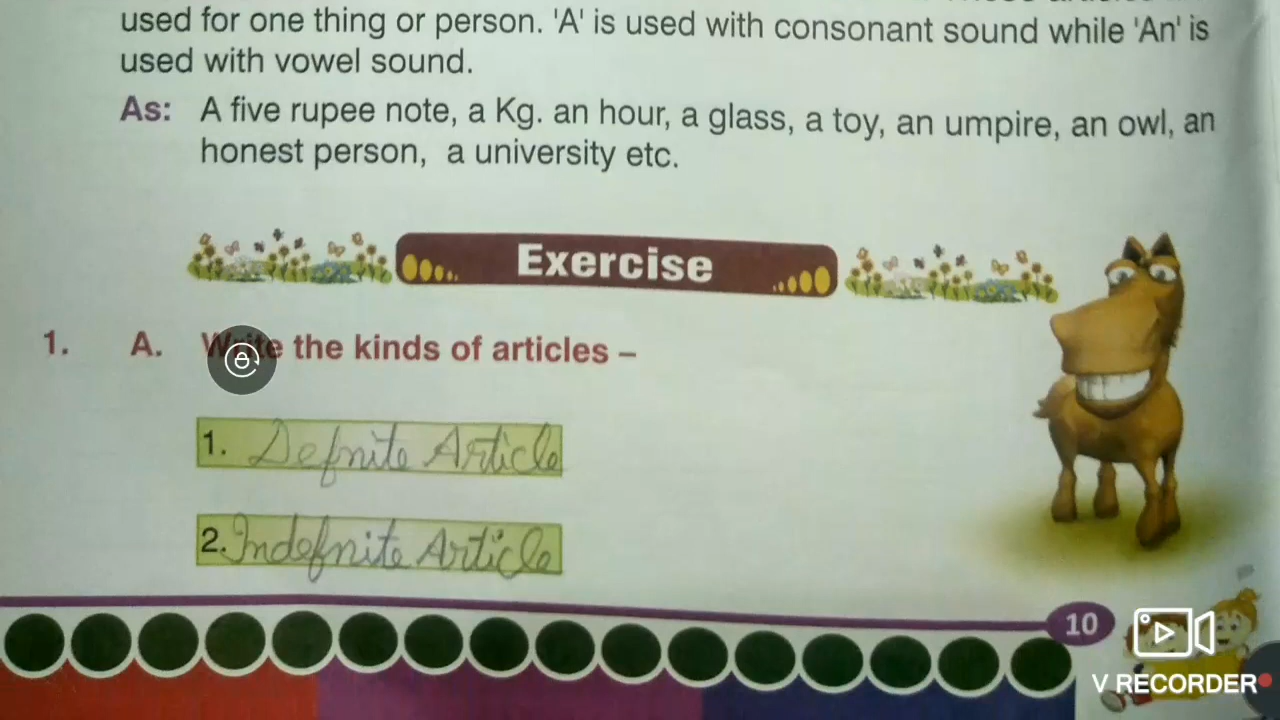 used for one thing or person. 'A' is used with consonant sound while 'An' is
used with vowel sound.
As: A five rupee note, a Kg. an hour, a glass, a toy, an umpire, an owl, an
honest person, a university etc.
Exercise
1. A. Write the kinds of articles –
1. Defnite Article
2. Indefnite Article
10
V RECORDER